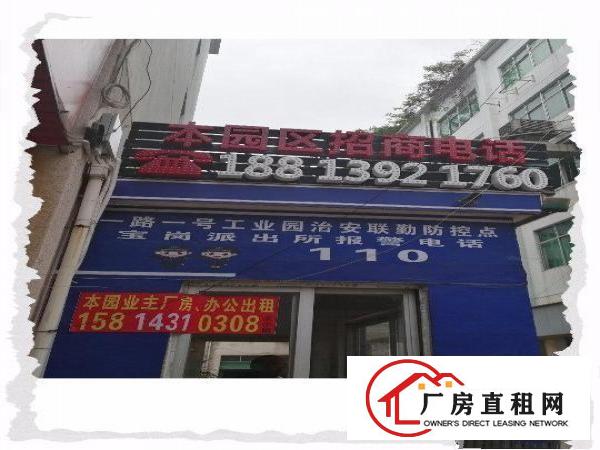 本园区招商电话
☎ 188 1392 1760
一路一号工业园治安联勤防控点
宝岗派出所报警电话
110
本园业主厂房、办公出租
158 1431 0308
厂房直租网
OWNER'S DIRECT LEASING NETWORK